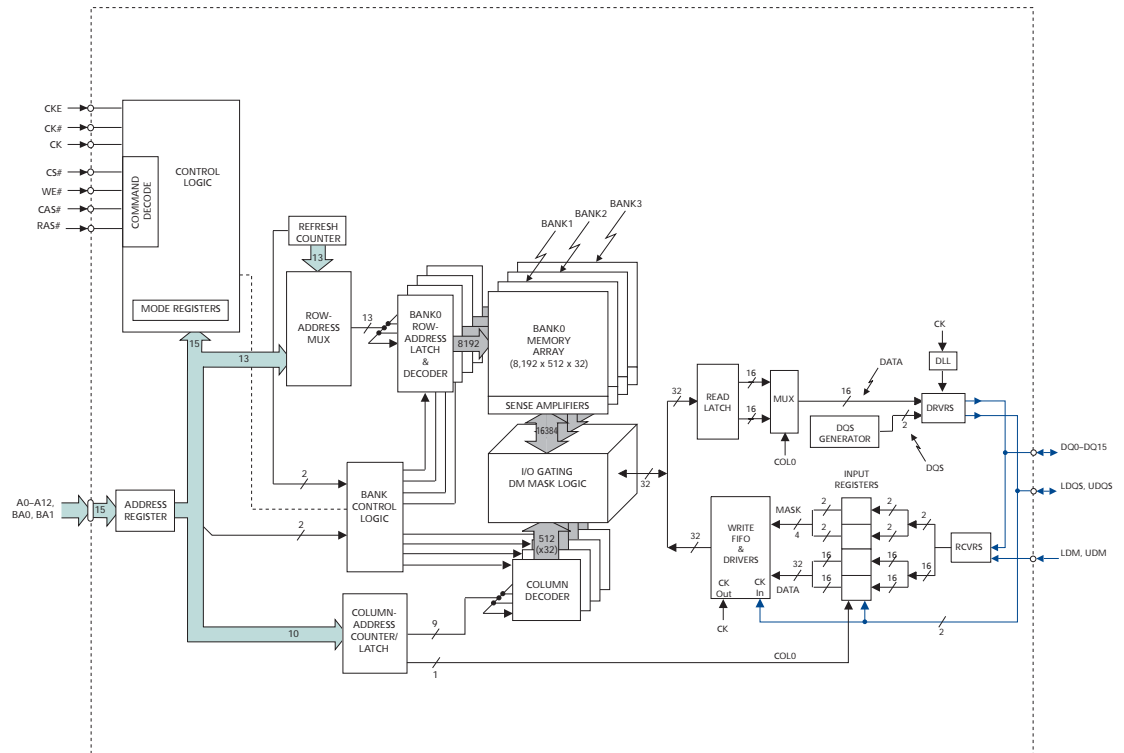 CKE
CK#
CK
CS#
WE#
CAS#
RAS#
COMMAND
DECODE
CONTROL
LOGIC
MODE REGISTERS
15
REFRESH
COUNTER
13
13
ROW-
ADDRESS
MUX
13
BANK0
ROW-
ADDRESS
LATCH
&
DECODER
8192
BANK1
BANK2
BANK3
BANK0
MEMORY
ARRAY
(8,192 x 512 x 32)
SENSE AMPLIFIERS
16384
I/O GATING
DM MASK LOGIC
32
512
(x32)
COLUMN
DECODER
A0–A12,
BA0, BA1
15
ADDRESS
REGISTER
2
2
BANK
CONTROL
LOGIC
10
COLUMN-
ADDRESS
COUNTER/
LATCH
9
1
COL0
32
READ
LATCH
16
16
MUX
COL0
16
DATA
DQS
GENERATOR
2
DQS
CK
DLL
DRVRS
DQ0–DQ15
LDQS, UDQS
LDM, UDM
RCVRS
INPUT
REGISTERS
32
WRITE
FIFO
&
DRIVERS
CK
Out
CK
In
CK
MASK
4
32
DATA
2
2
16
16
2
2
16
16
2
16
2